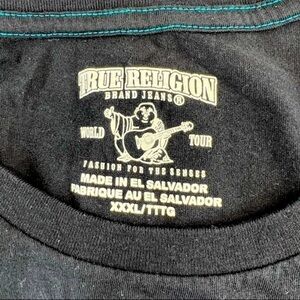 TRUE RELIGION
BRAND JEANS®
WORLD TOUR
FASHION FOR THE SENSES
MADE IN EL SALVADOR
FABRIQUE AU EL SALVADOR
XXXL/TTTG